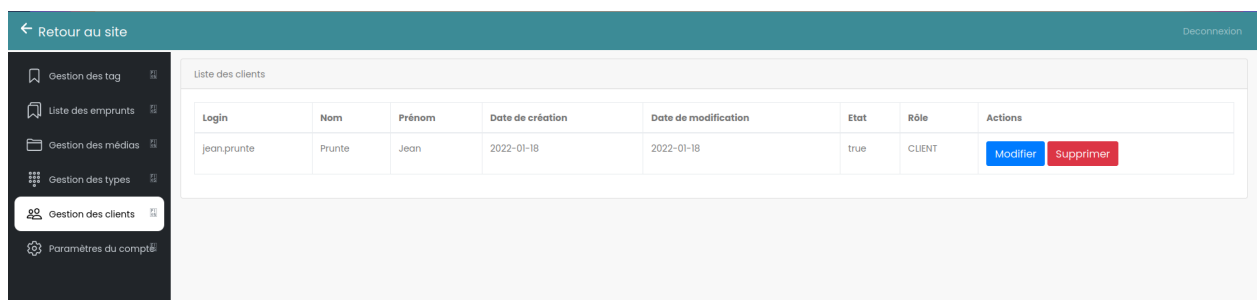 Retour au site
Deconnexion
Gestion des tag
Liste des emprunts
Gestion des médias
Gestion des types
Gestion des clients
Paramètres du compte
Liste des clients
Login Nom Prénom Date de création Date de modification Etat Rôle Actions
jean.prunte Prunte Jean 2022-01-18 2022-01-18 true CLIENT Modifier Supprimer